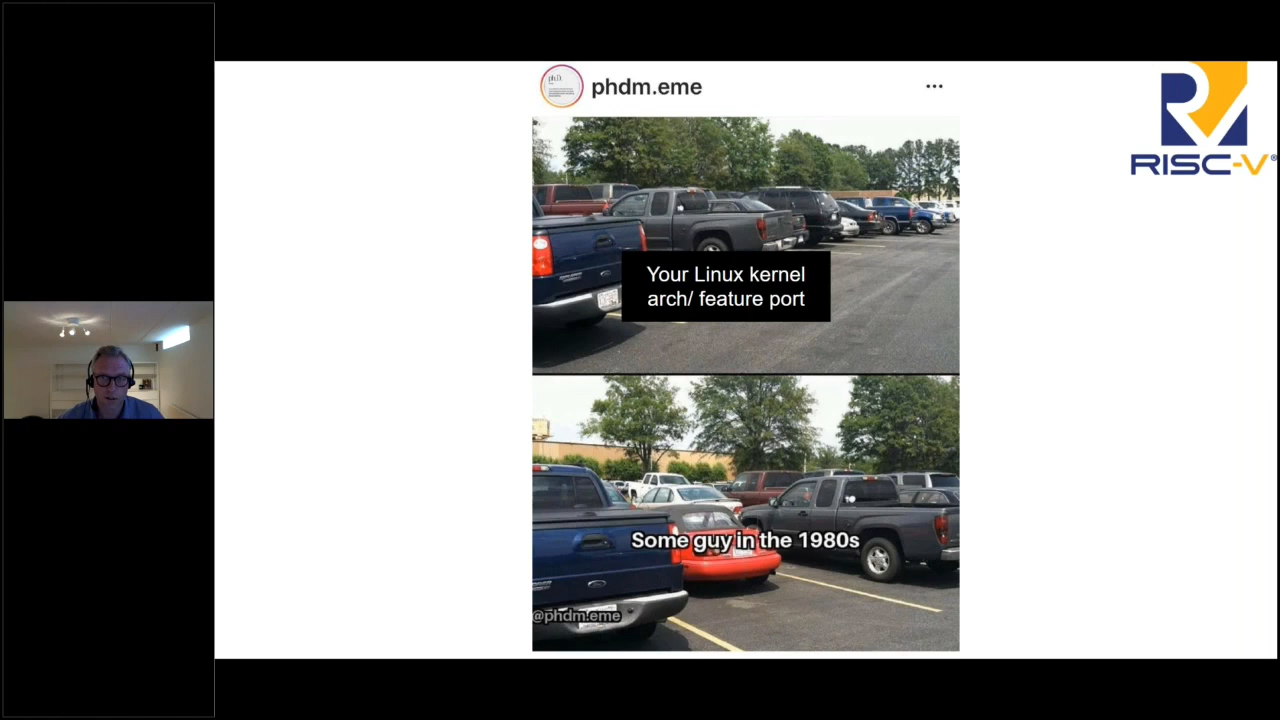 phdm.eme
RISC-V®
Your Linux kernel
arch/ feature port
Some guy in the 1980s
@phdm.eme